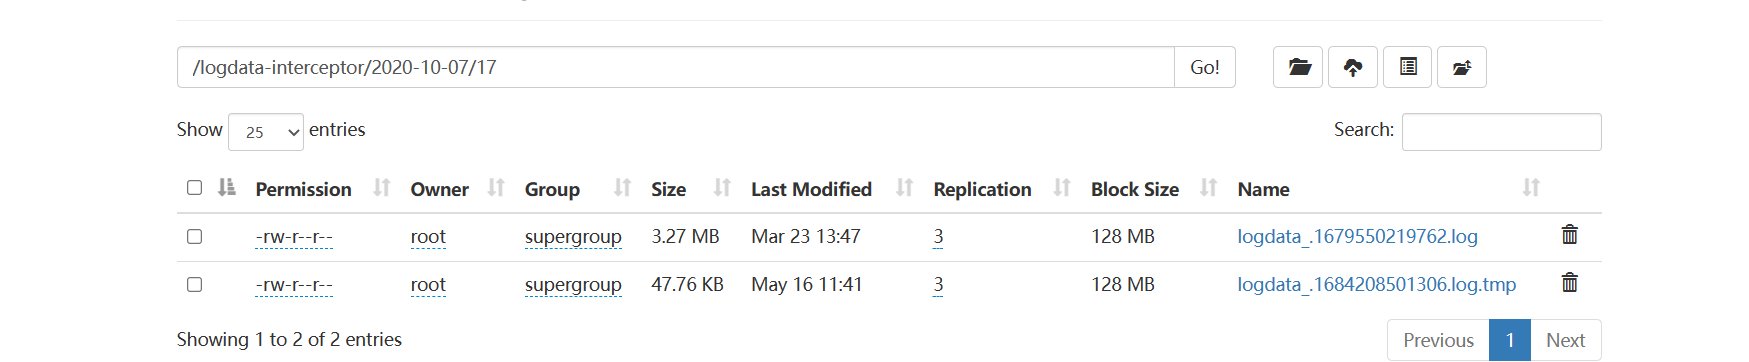 /logdata-interceptor/2020-10-07/17 Go!
Show 25 entries Search:
Permission Owner Group Size Last Modified Replication Block Size Name
-rw-r--r-- root supergroup 3.27 MB Mar 23 13:47 3 128 MB logdata_.1679550219762.log
-rw-r--r-- root supergroup 47.76 KB May 16 11:41 3 128 MB logdata_.1684208501306.log.tmp
Showing 1 to 2 of 2 entries Previous 1 Next